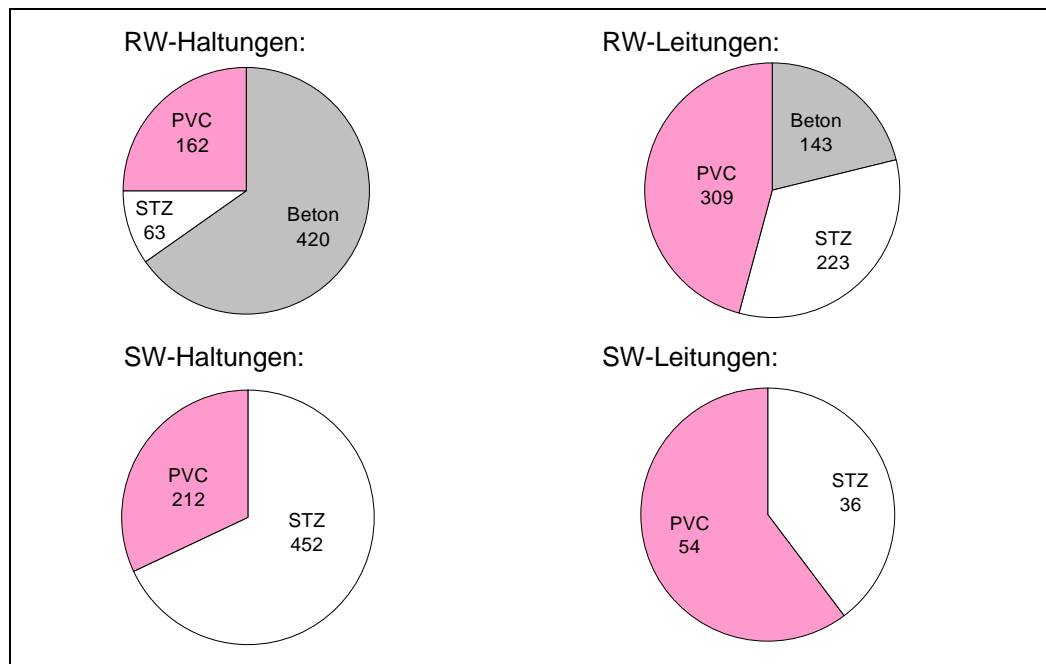 RW-Haltungen:
PVC
162
STZ
63
Beton
420
RW-Leitungen:
Beton
143
PVC
309
STZ
223
SW-Haltungen:
PVC
212
STZ
452
SW-Leitungen:
STZ
36
PVC
54